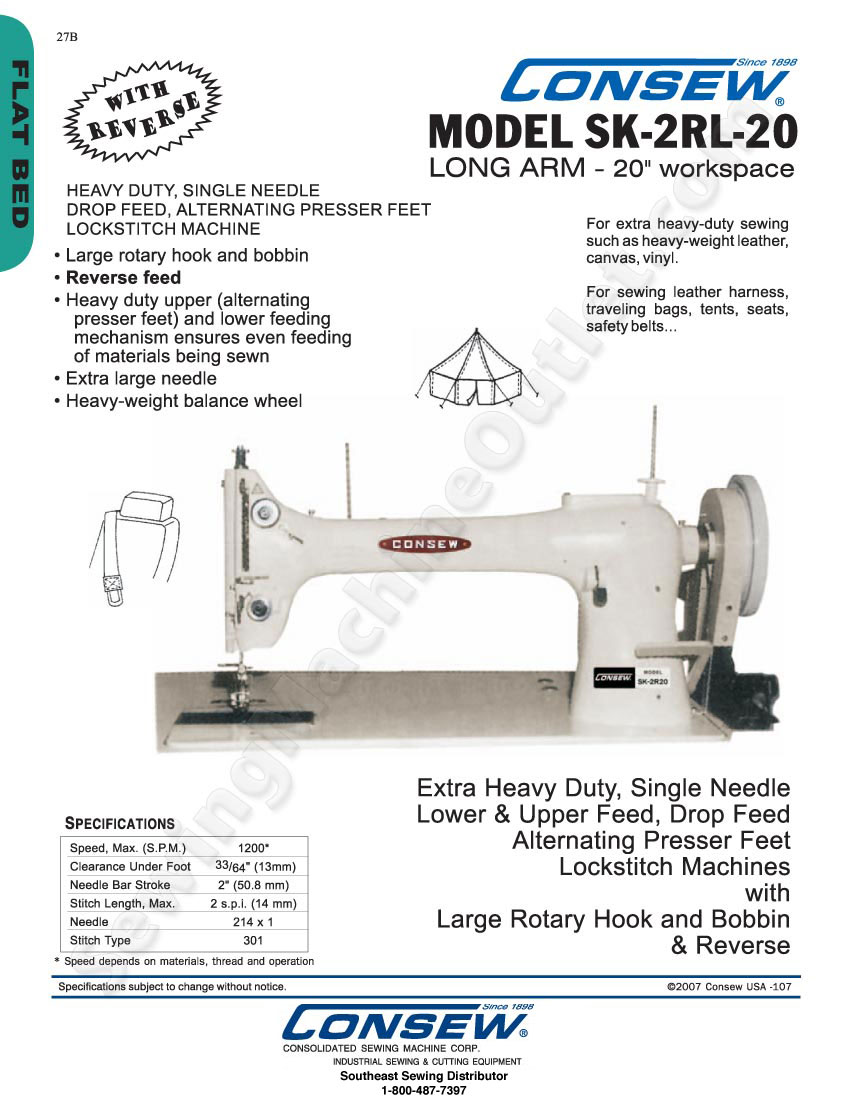 27B
FLAT BED
WITH
REVERSE
Since 1898
CONSEW®
MODEL SK-2RL-20
LONG ARM - 20" workspace
HEAVY DUTY, SINGLE NEEDLE
DROP FEED, ALTERNATING PRESSER FEET
LOCKSTITCH MACHINE
• Large rotary hook and bobbin
• Reverse feed
• Heavy duty upper (alternating
presser feet) and lower feeding
mechanism ensures even feeding
of materials being sewn
• Extra large needle
• Heavy-weight balance wheel
For extra heavy-duty sewing
such as heavy-weight leather,
canvas, vinyl.
For sewing leather harness,
traveling bags, tents, seats,
safety belts...
CONSEW
CONSEW.
MODEL
SK-2R20
SewingMachineOutlet.com
Extra Heavy Duty, Single Needle
Lower & Upper Feed, Drop Feed
Alternating Presser Feet
Lockstitch Machines
with
Large Rotary Hook and Bobbin
& Reverse
SPECIFICATIONS
Speed, Max. (S.P.M.) 1200*
Clearance Under Foot 33/64" (13mm)
Needle Bar Stroke 2" (50.8 mm)
Stitch Length, Max. 2 s.p.i. (14 mm)
Needle 214 x 1
Stitch Type 301
* Speed depends on materials, thread and operation
Specifications subject to change without notice.
©2007 Consew USA -107
Since 1898
CONSEW®
CONSOLIDATED SEWING MACHINE CORP.
INDUSTRIAL SEWING & CUTTING EQUIPMENT
Southeast Sewing Distributor
1-800-487-7397